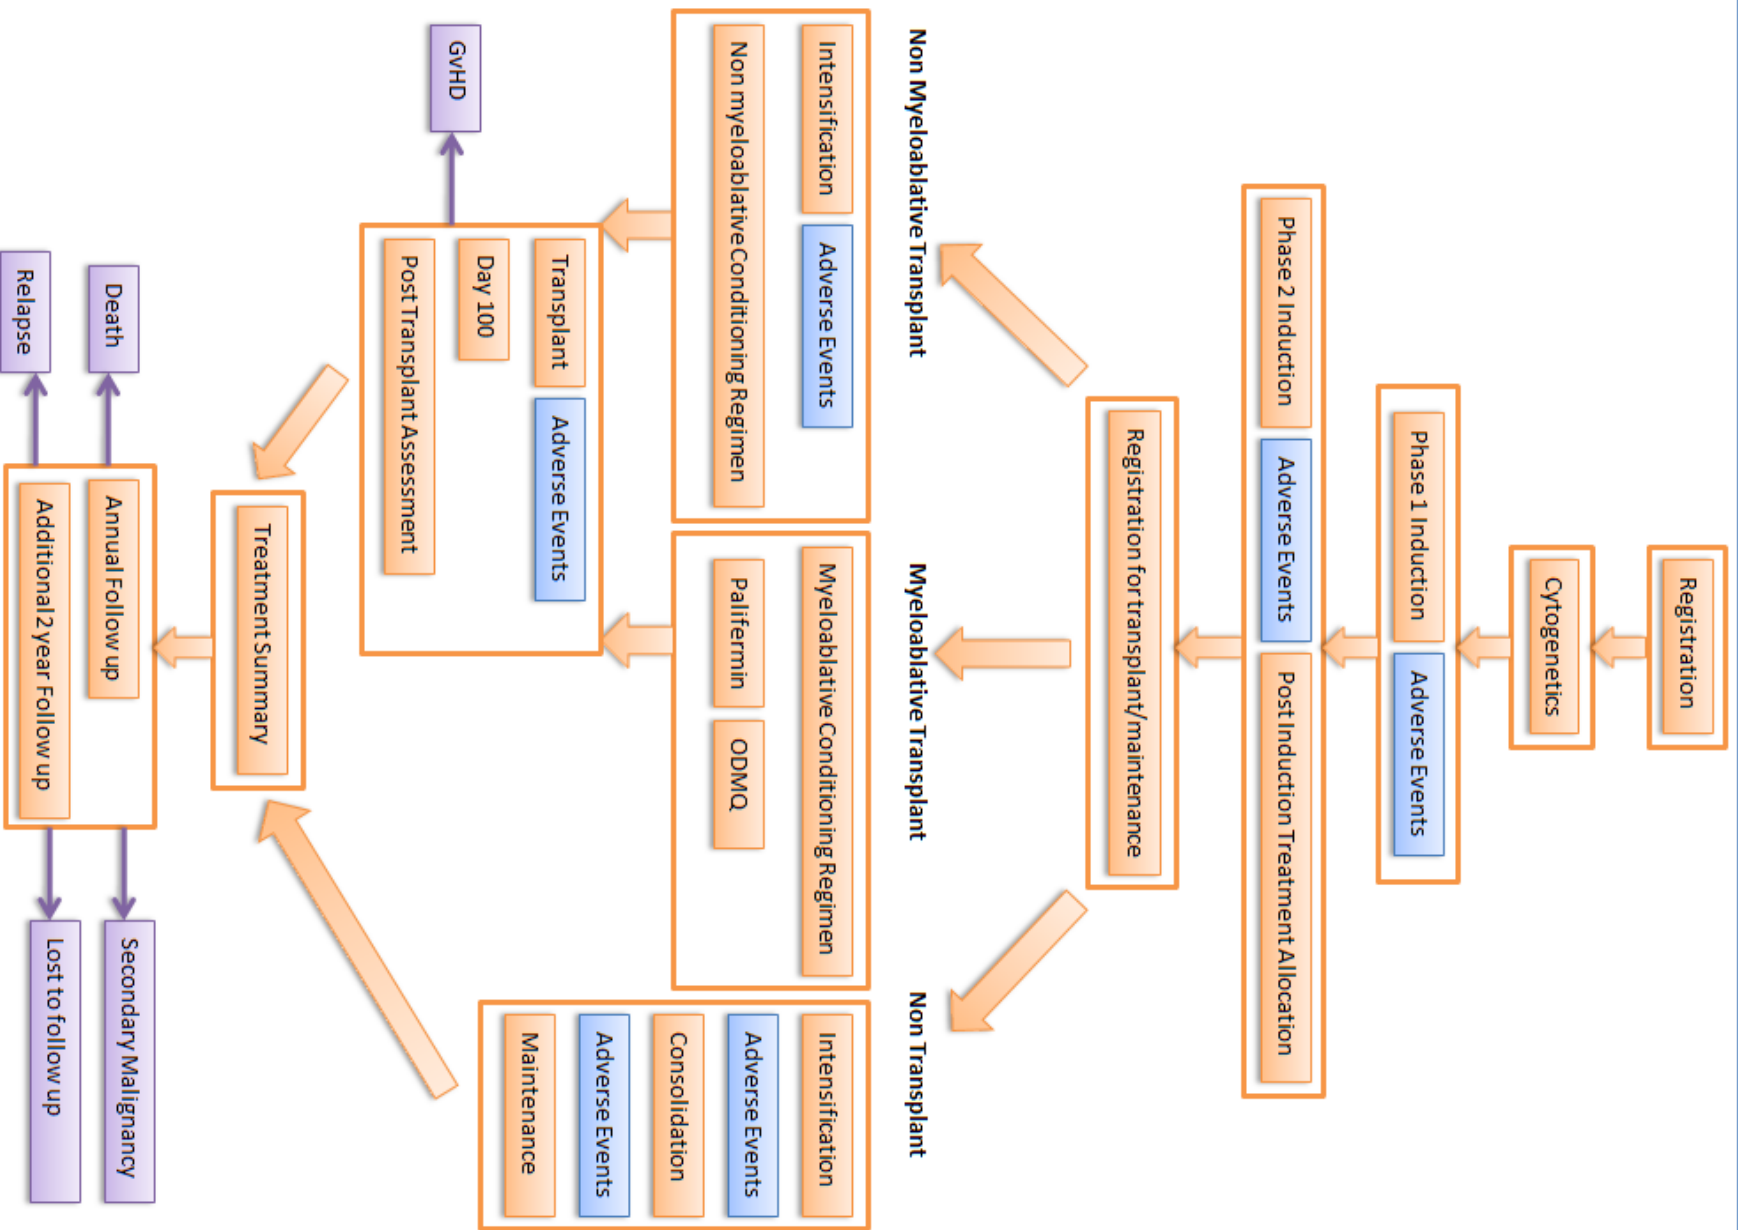 Registration
Cytogenetics
Phase 1 Induction
Adverse Events
Phase 2 Induction
Adverse Events
Post Induction Treatment Allocation
Registration for transplant/maintenance
Non Myeloablative Transplant
Myeloablative Transplant
Non Transplant
Intensification
Adverse Events
Non myeloablative Conditioning Regimen
Myeloablative Conditioning Regimen
Palifermin
ODMQ
Intensification
Adverse Events
Consolidation
Adverse Events
Maintenance
Transplant
Adverse Events
Day 100
Post Transplant Assessment
GvHD
Treatment Summary
Annual Follow up
Additional 2 year Follow up
Death
Relapse
Secondary Malignancy
Lost to follow up